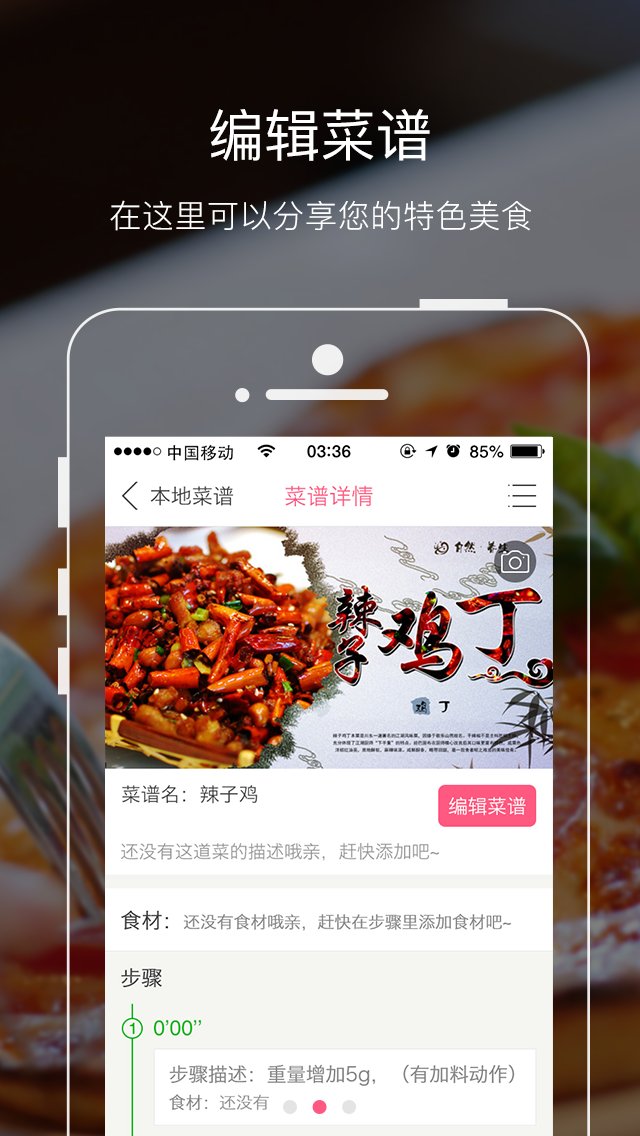 编辑菜谱
在这里可以分享您的特色美食
中国移动 03:36 85%
本地菜谱 菜谱详情
自然
辣子鸡丁
鸡丁
菜谱名：辣子鸡
编辑菜谱
还没有这道菜的描述哦亲，赶快添加吧~
食材：还没有食材哦亲，赶快在步骤里添加食材吧~
步骤
1 0’00’’
步骤描述：重量增加5g，（有加料动作）
食材：还没有